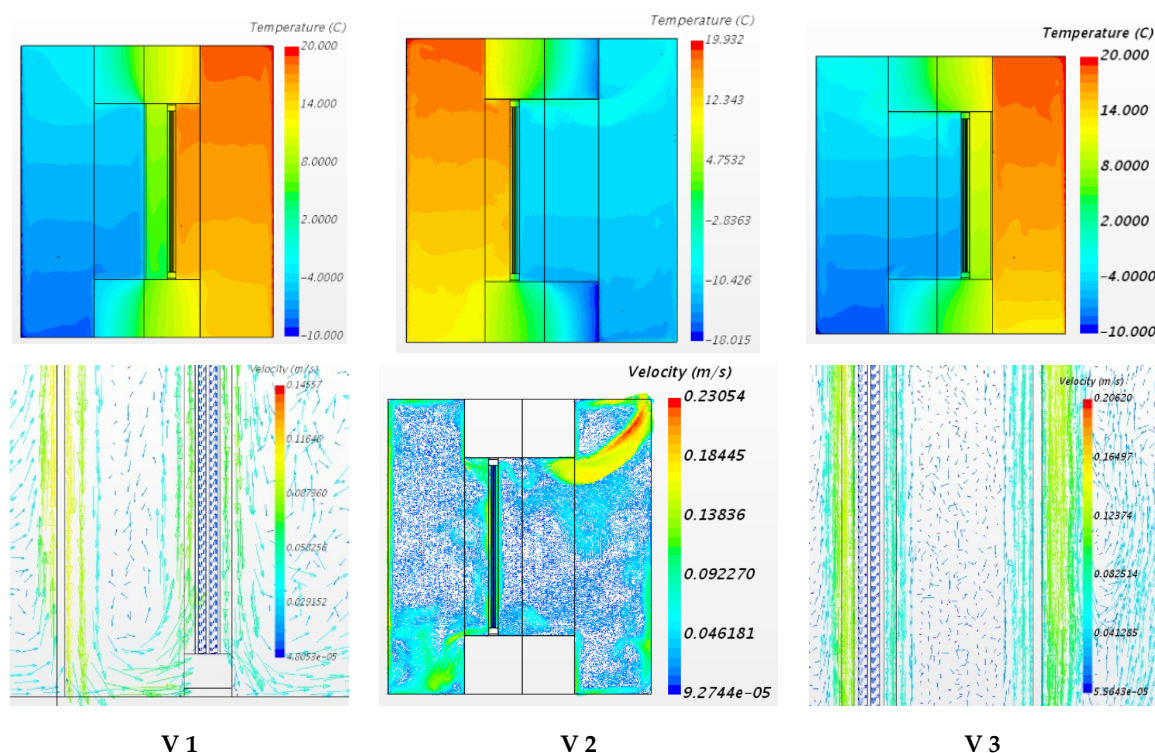 Temperature (C)
20.000
14.000
8.0000
2.0000
-4.0000
-10.000
Temperature (C)
19.932
12.343
4.7532
-2.8363
-10.426
-18.015
Temperature (C)
20.000
14.000
8.0000
2.0000
-4.0000
-10.000
Velocity (m/s)
0.14557
0.11646
0.087360
0.058256
0.029152
4.8053e-05
Velocity (m/s)
0.23054
0.18445
0.13836
0.092270
0.046181
9.2744e-05
Velocity (m/s)
0.20620
0.16497
0.12374
0.082514
0.041285
5.5643e-05
V 1
V 2
V 3